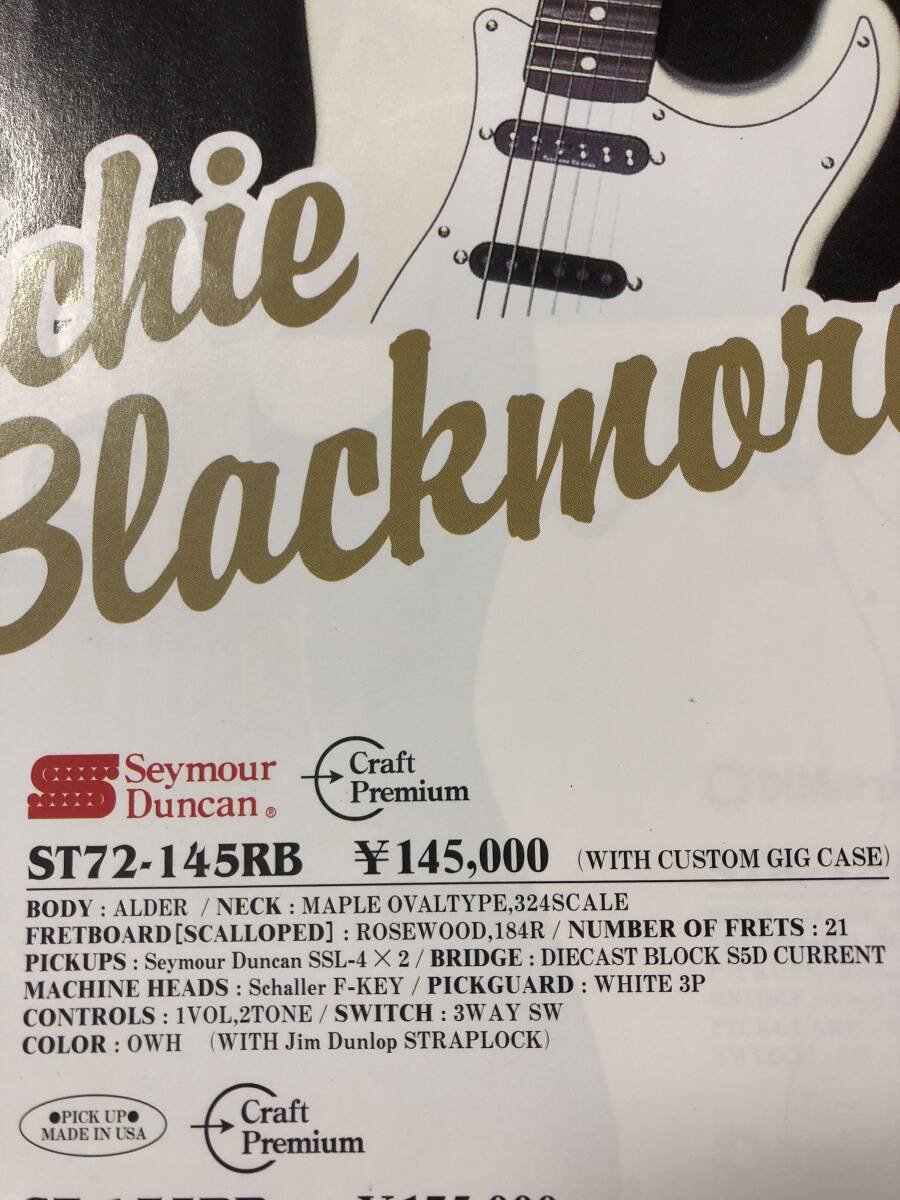 chie
Blackmor
Seymour
Duncan ®
Craft
Premium
ST72-145RB ¥145,000 (WITH CUSTOM GIG CASE)
BODY : ALDER / NECK : MAPLE OVALTYPE,324SCALE
FRETBOARD[SCALLOPED] : ROSEWOOD,184R / NUMBER OF FRETS : 21
PICKUPS : Seymour Duncan SSL-4 × 2 / BRIDGE : DIECAST BLOCK S5D CURRENT
MACHINE HEADS : Schaller F-KEY / PICKGUARD : WHITE 3P
CONTROLS : 1VOL,2TONE / SWITCH : 3WAY SW
COLOR : OWH (WITH Jim Dunlop STRAPLOCK)
●PICK UP●
MADE IN USA
Craft
Premium